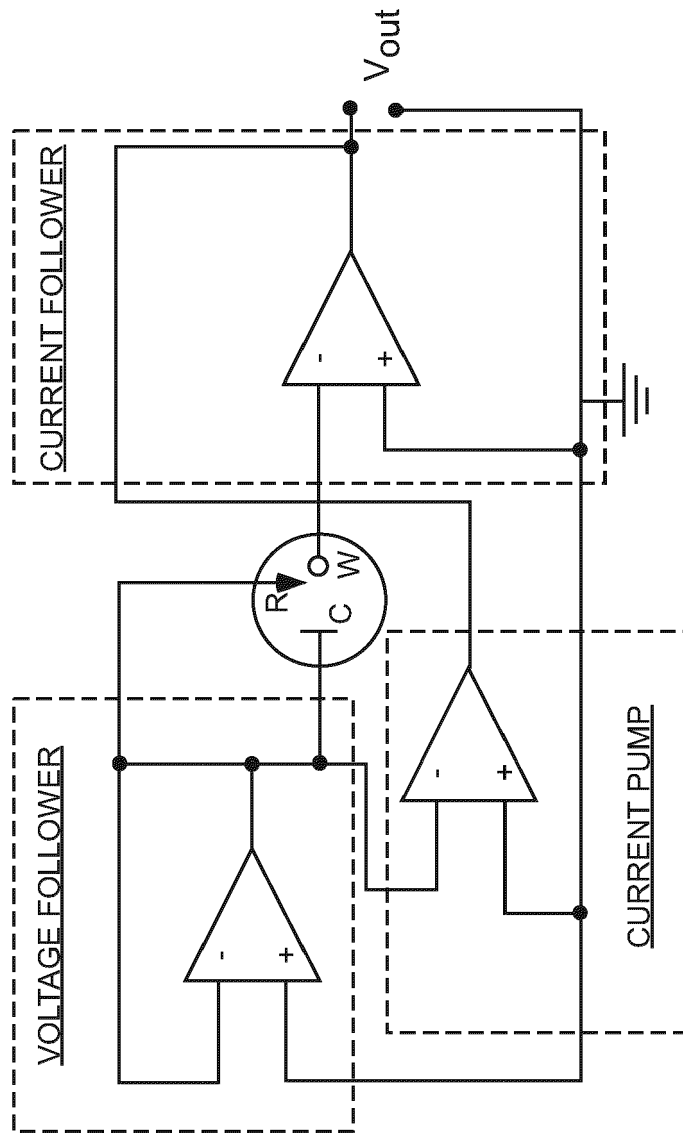 VOLTAGE FOLLOWER
CURRENT FOLLOWER
-
+
R
C
W
-
+
Vout
-
+
CURRENT PUMP